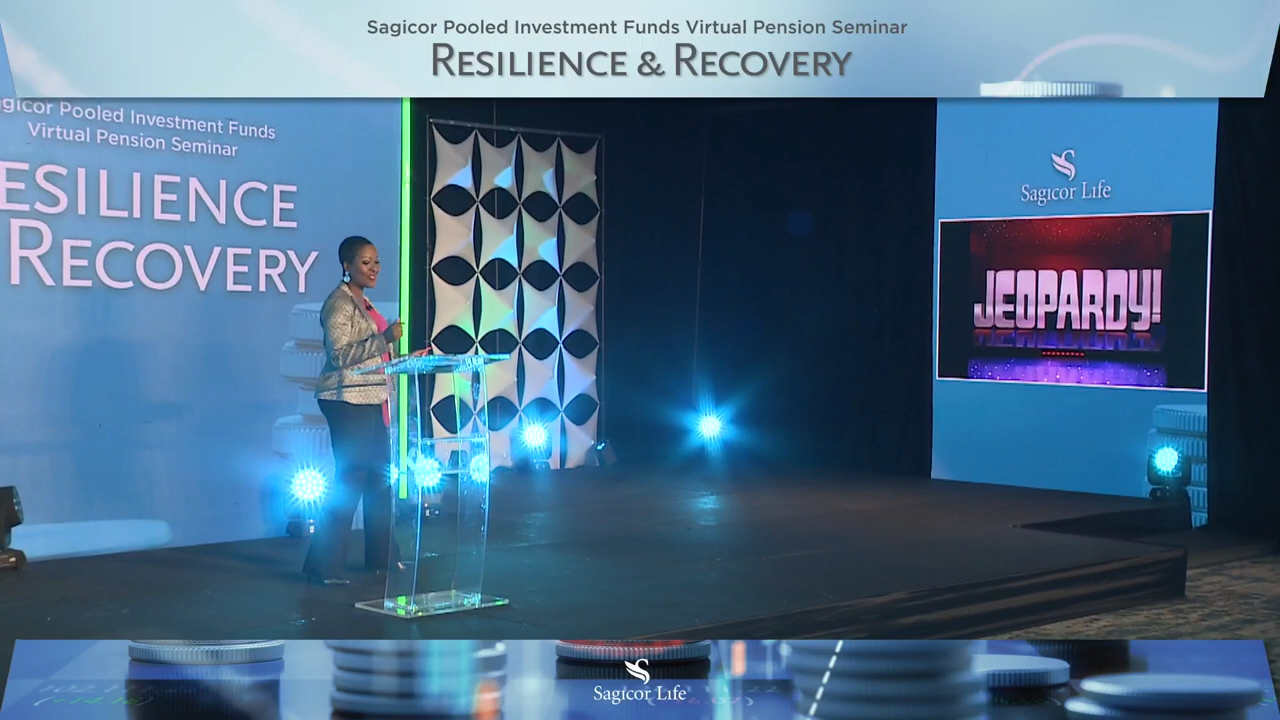 Sagicor Pooled Investment Funds Virtual Pension Seminar
RESILIENCE & RECOVERY
gicor Pooled Investment Funds
Virtual Pension Seminar
ESILIENCE
RECOVERY
Sagicor Life
JEOPARDY!
Sagicor Life